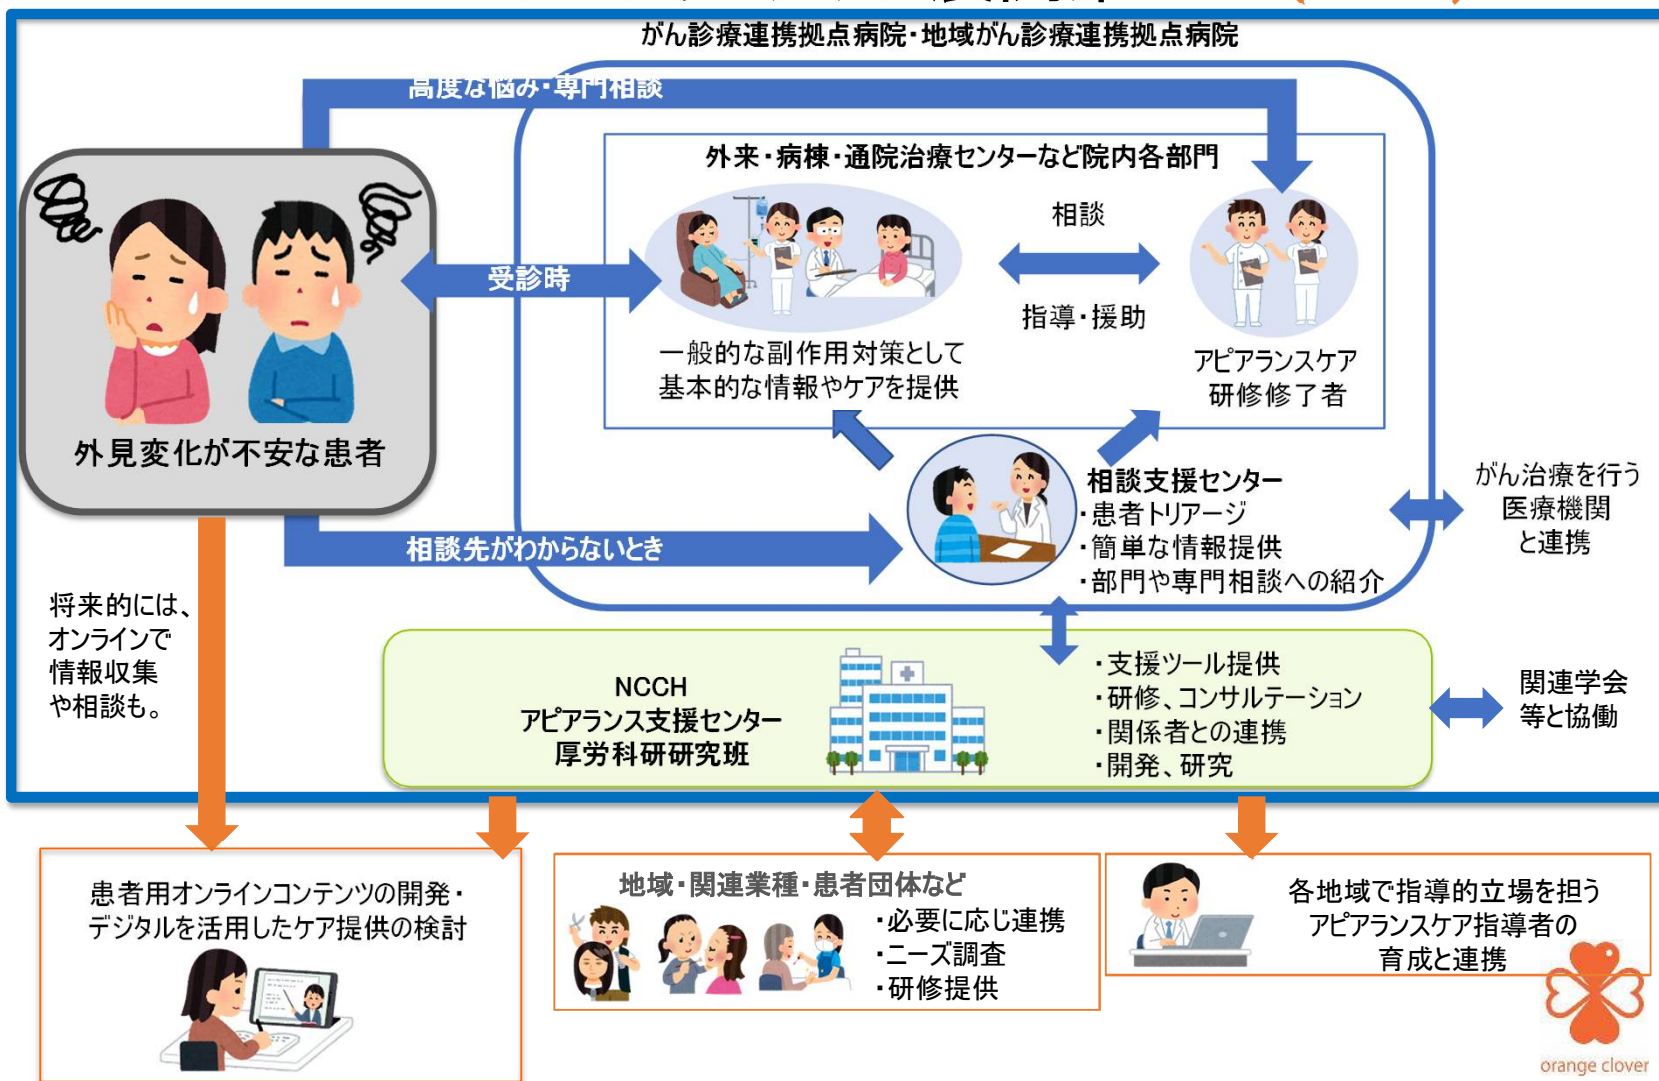 がん診療連携拠点病院・地域がん診療連携拠点病院
高度な悩み・専門相談
外来・病棟・通院治療センターなど院内各部門
相談
指導・援助
受診時
一般的な副作用対策として
基本的な情報やケアを提供
アピアランスケア
研修修了者
外見変化が不安な患者
相談先がわからないとき
相談支援センター
・患者トリアージ
・簡単な情報提供
・部門や専門相談への紹介
がん治療を行う
医療機関
と連携
将来的には、
オンラインで
情報収集
や相談も。
NCCH
アピアランス支援センター
厚労科研研究班
・支援ツール提供
・研修、コンサルテーション
・関係者との連携
・開発、研究
関連学会
等と協働
患者用オンラインコンテンツの開発・
デジタルを活用したケア提供の検討
地域・関連業種・患者団体など
・必要に応じ連携
・ニーズ調査
・研修提供
各地域で指導的立場を担う
アピアランスケア指導者の
育成と連携
orange clover